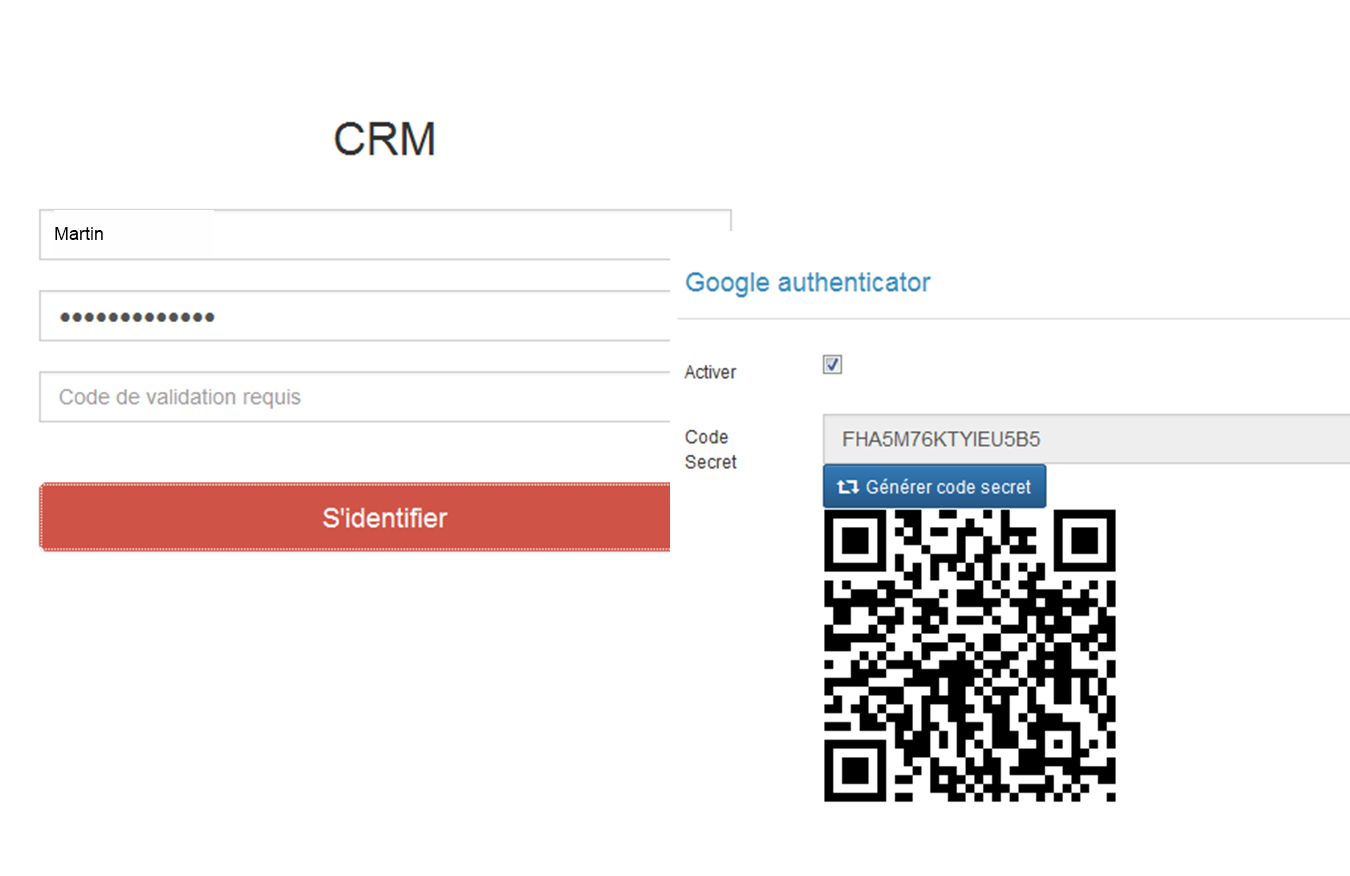 CRM
Martin
•••••••••••••
Code de validation requis
S'identifier
Google authenticator
Activer
Code
Secret
FHA5M76KTYIEU5B5
Générer code secret